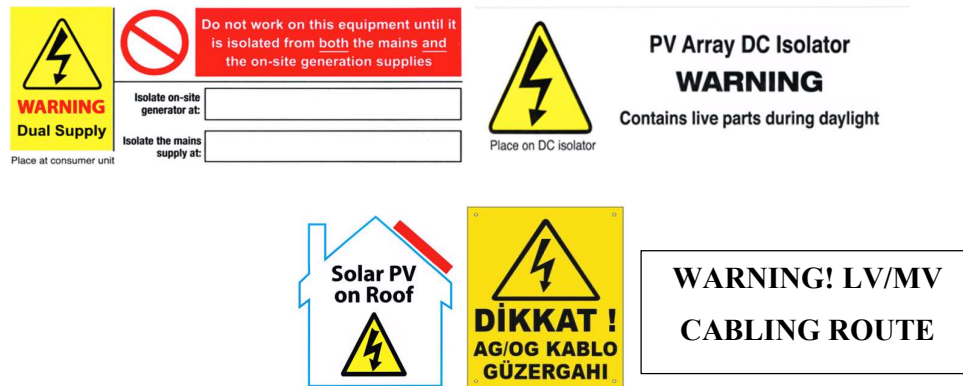 WARNING
Dual Supply
Place at consumer unit
Do not work on this equipment until it
is isolated from both the mains and
the on-site generation supplies
Isolate on-site
generator at:
Isolate the mains
supply at:
Place on DC isolator
PV Array DC Isolator
WARNING
Contains live parts during daylight
Solar PV
on Roof
DİKKAT !
AG/OG KABLO
GÜZERGAHI
WARNING! LV/MV
CABLING ROUTE